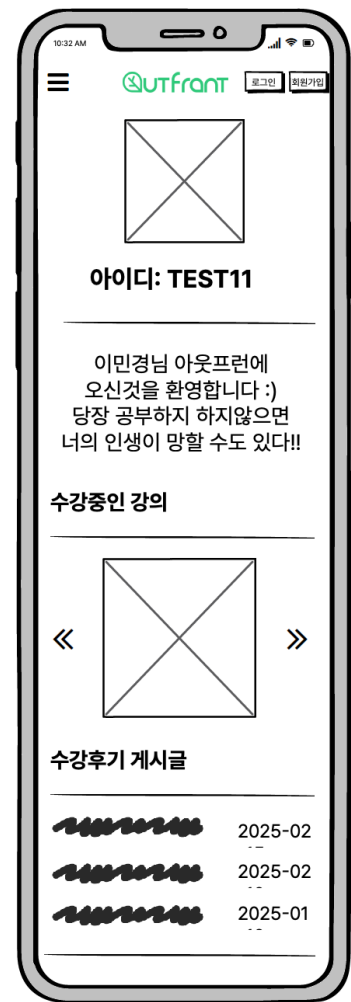 10:32 AM
OUTFranT 로그인 회원가입
아이디: TEST11
이민경님 아웃프런에
오신것을 환영합니다 :)
당장 공부하지 하지않으면
너의 인생이 망할 수도 있다!!
수강중인 강의
수강후기 게시글
2025-02
2025-02
2025-01